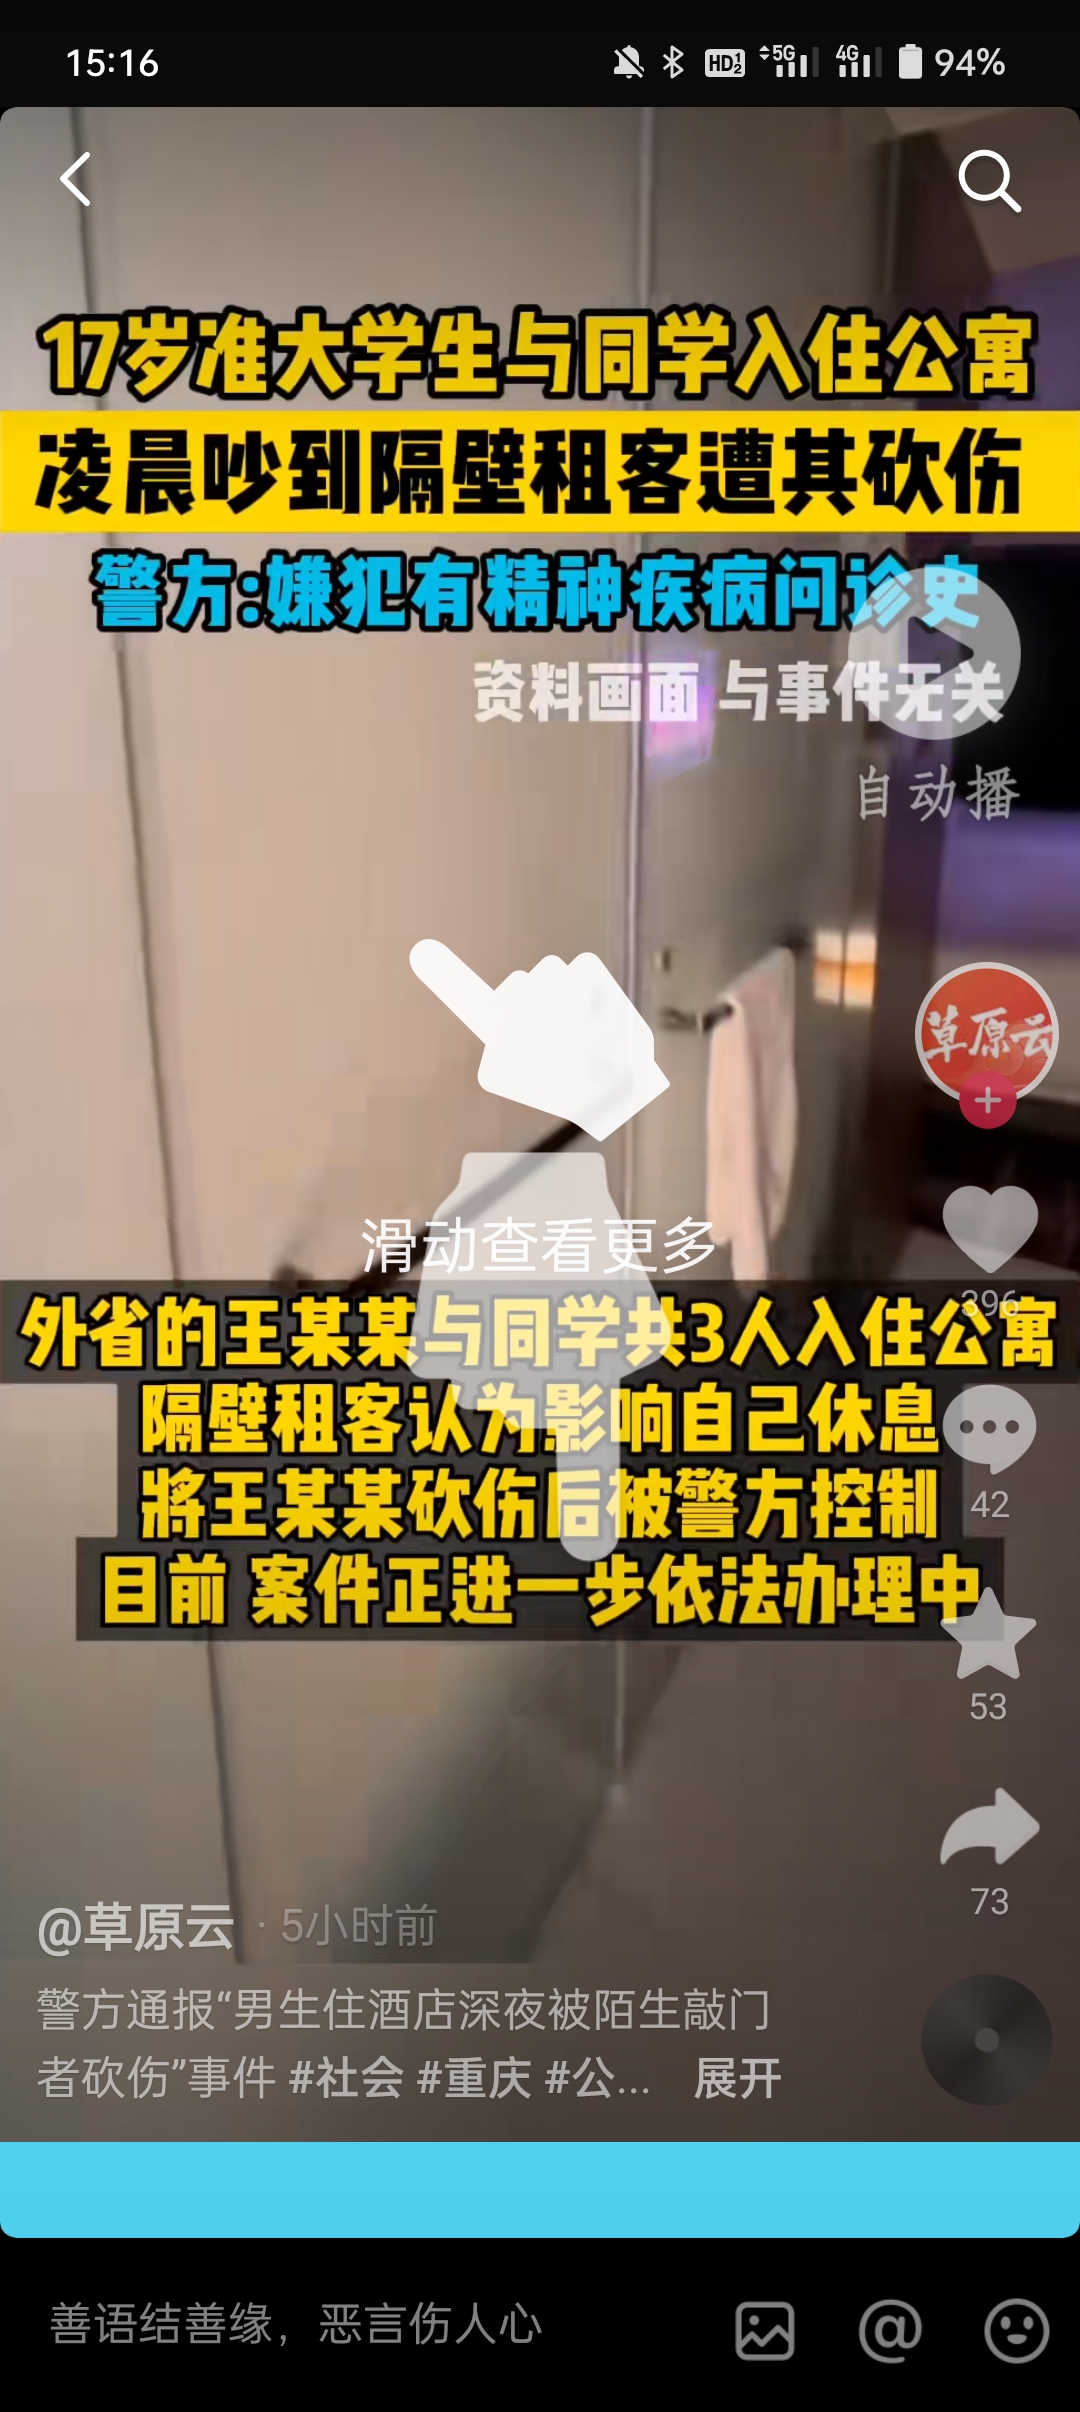 15:16
HD 1 2 5G 4G 94%
17岁准大学生与同学入住公寓
凌晨吵到隔壁租客遭其砍伤
警方:嫌犯有精神疾病问诊史
资料画面 与事件无关
自动播
草原云
滑动查看更多
396
外省的王某某与同学共3人入住公寓
隔壁租客认为影响自己休息
将王某某砍伤后被警方控制
42
目前 案件正进一步依法办理中
53
73
@草原云 · 5小时前
警方通报“男生住酒店深夜被陌生敲门
者砍伤”事件 #社会 #重庆 #公... 展开
善语结善缘，恶言伤人心